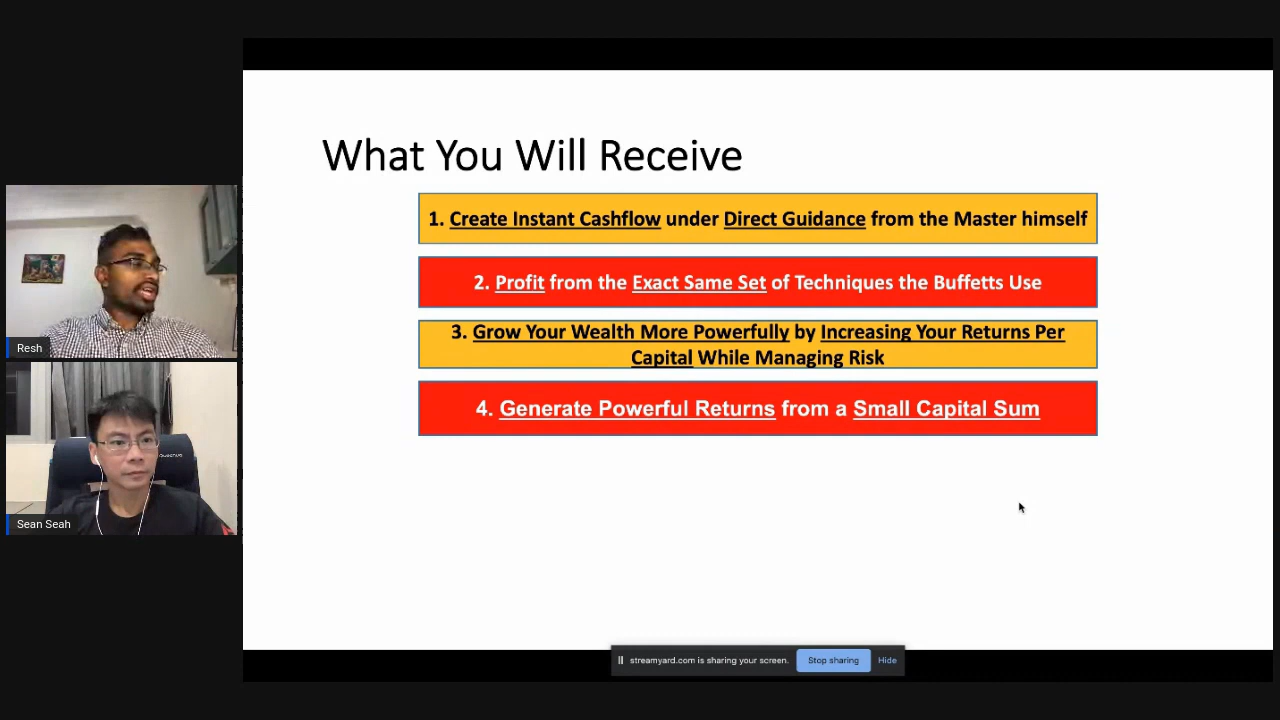 What You Will Receive
1. Create Instant Cashflow under Direct Guidance from the Master himself
2. Profit from the Exact Same Set of Techniques the Buffetts Use
3. Grow Your Wealth More Powerfully by Increasing Your Returns Per
Capital While Managing Risk
4. Generate Powerful Returns from a Small Capital Sum
Resh
Sean Seah
streamyard.com is sharing your screen. Stop sharing Hide